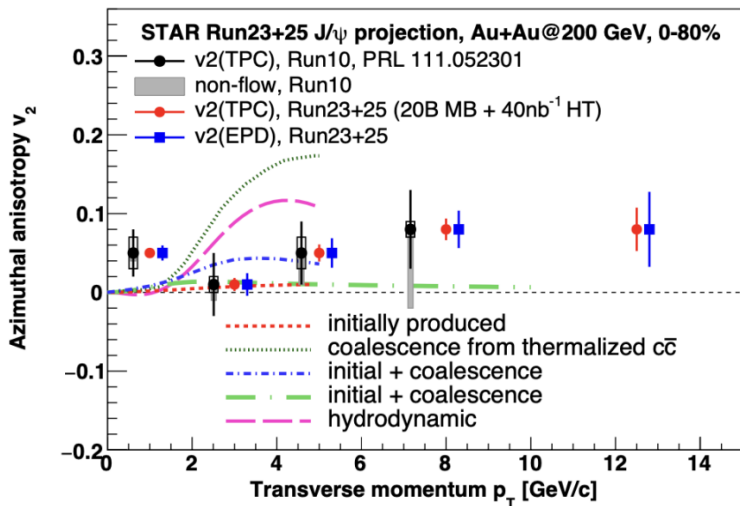 STAR Run23+25 J/ψ projection, Au+Au@200 GeV, 0-80%
v2(TPC), Run10, PRL 111.052301
non-flow, Run10
v2(TPC), Run23+25 (20B MB + 40nb⁻¹ HT)
v2(EPD), Run23+25
Azimuthal anisotropy v₂
0.3
0.2
0.1
0
−0.1
−0.2
initially produced
coalescence from thermalized cc̅
initial + coalescence
initial + coalescence
hydrodynamic
0 2 4 6 8 10 12 14
Transverse momentum p_T [GeV/c]